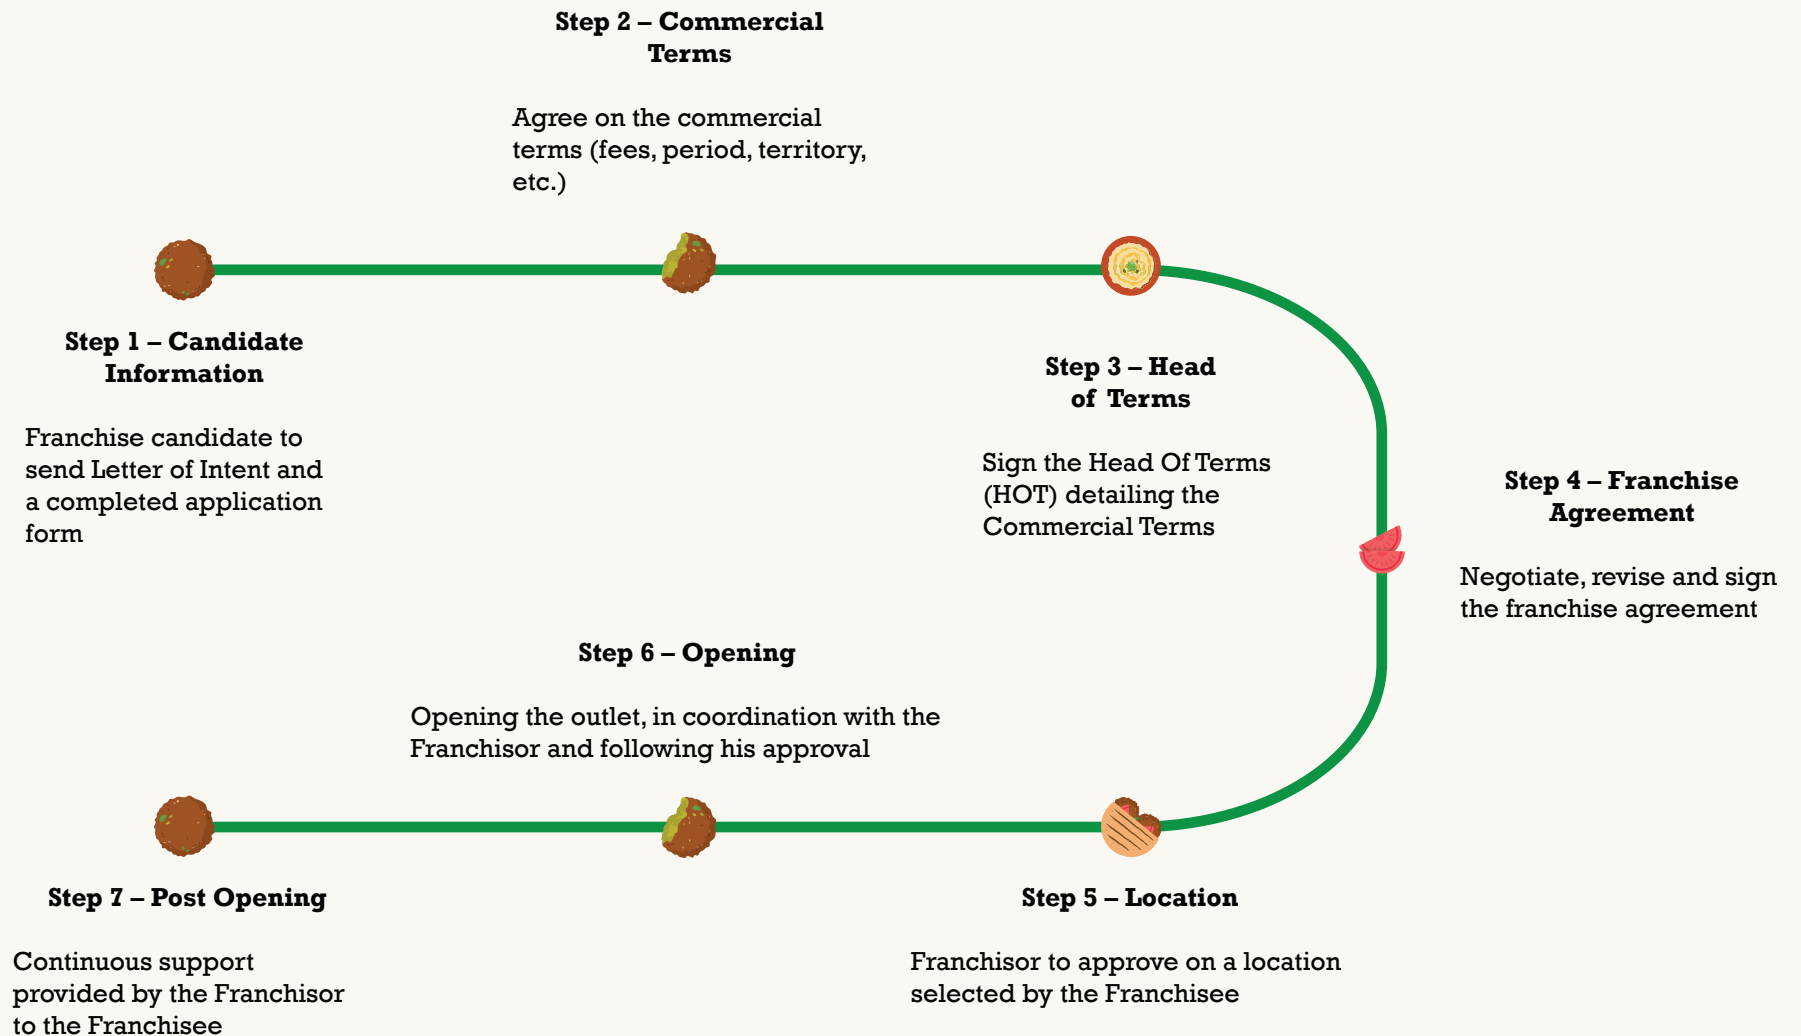 Step 1 – Candidate
Information
Franchise candidate to
send Letter of Intent and
a completed application
form
Step 2 – Commercial
Terms
Agree on the commercial
terms (fees, period, territory,
etc.)
Step 3 – Head
of Terms
Sign the Head Of Terms
(HOT) detailing the
Commercial Terms
Step 4 – Franchise
Agreement
Negotiate, revise and sign
the franchise agreement
Step 5 – Location
Franchisor to approve on a location
selected by the Franchisee
Step 6 – Opening
Opening the outlet, in coordination with the
Franchisor and following his approval
Step 7 – Post Opening
Continuous support
provided by the Franchisor
to the Franchisee